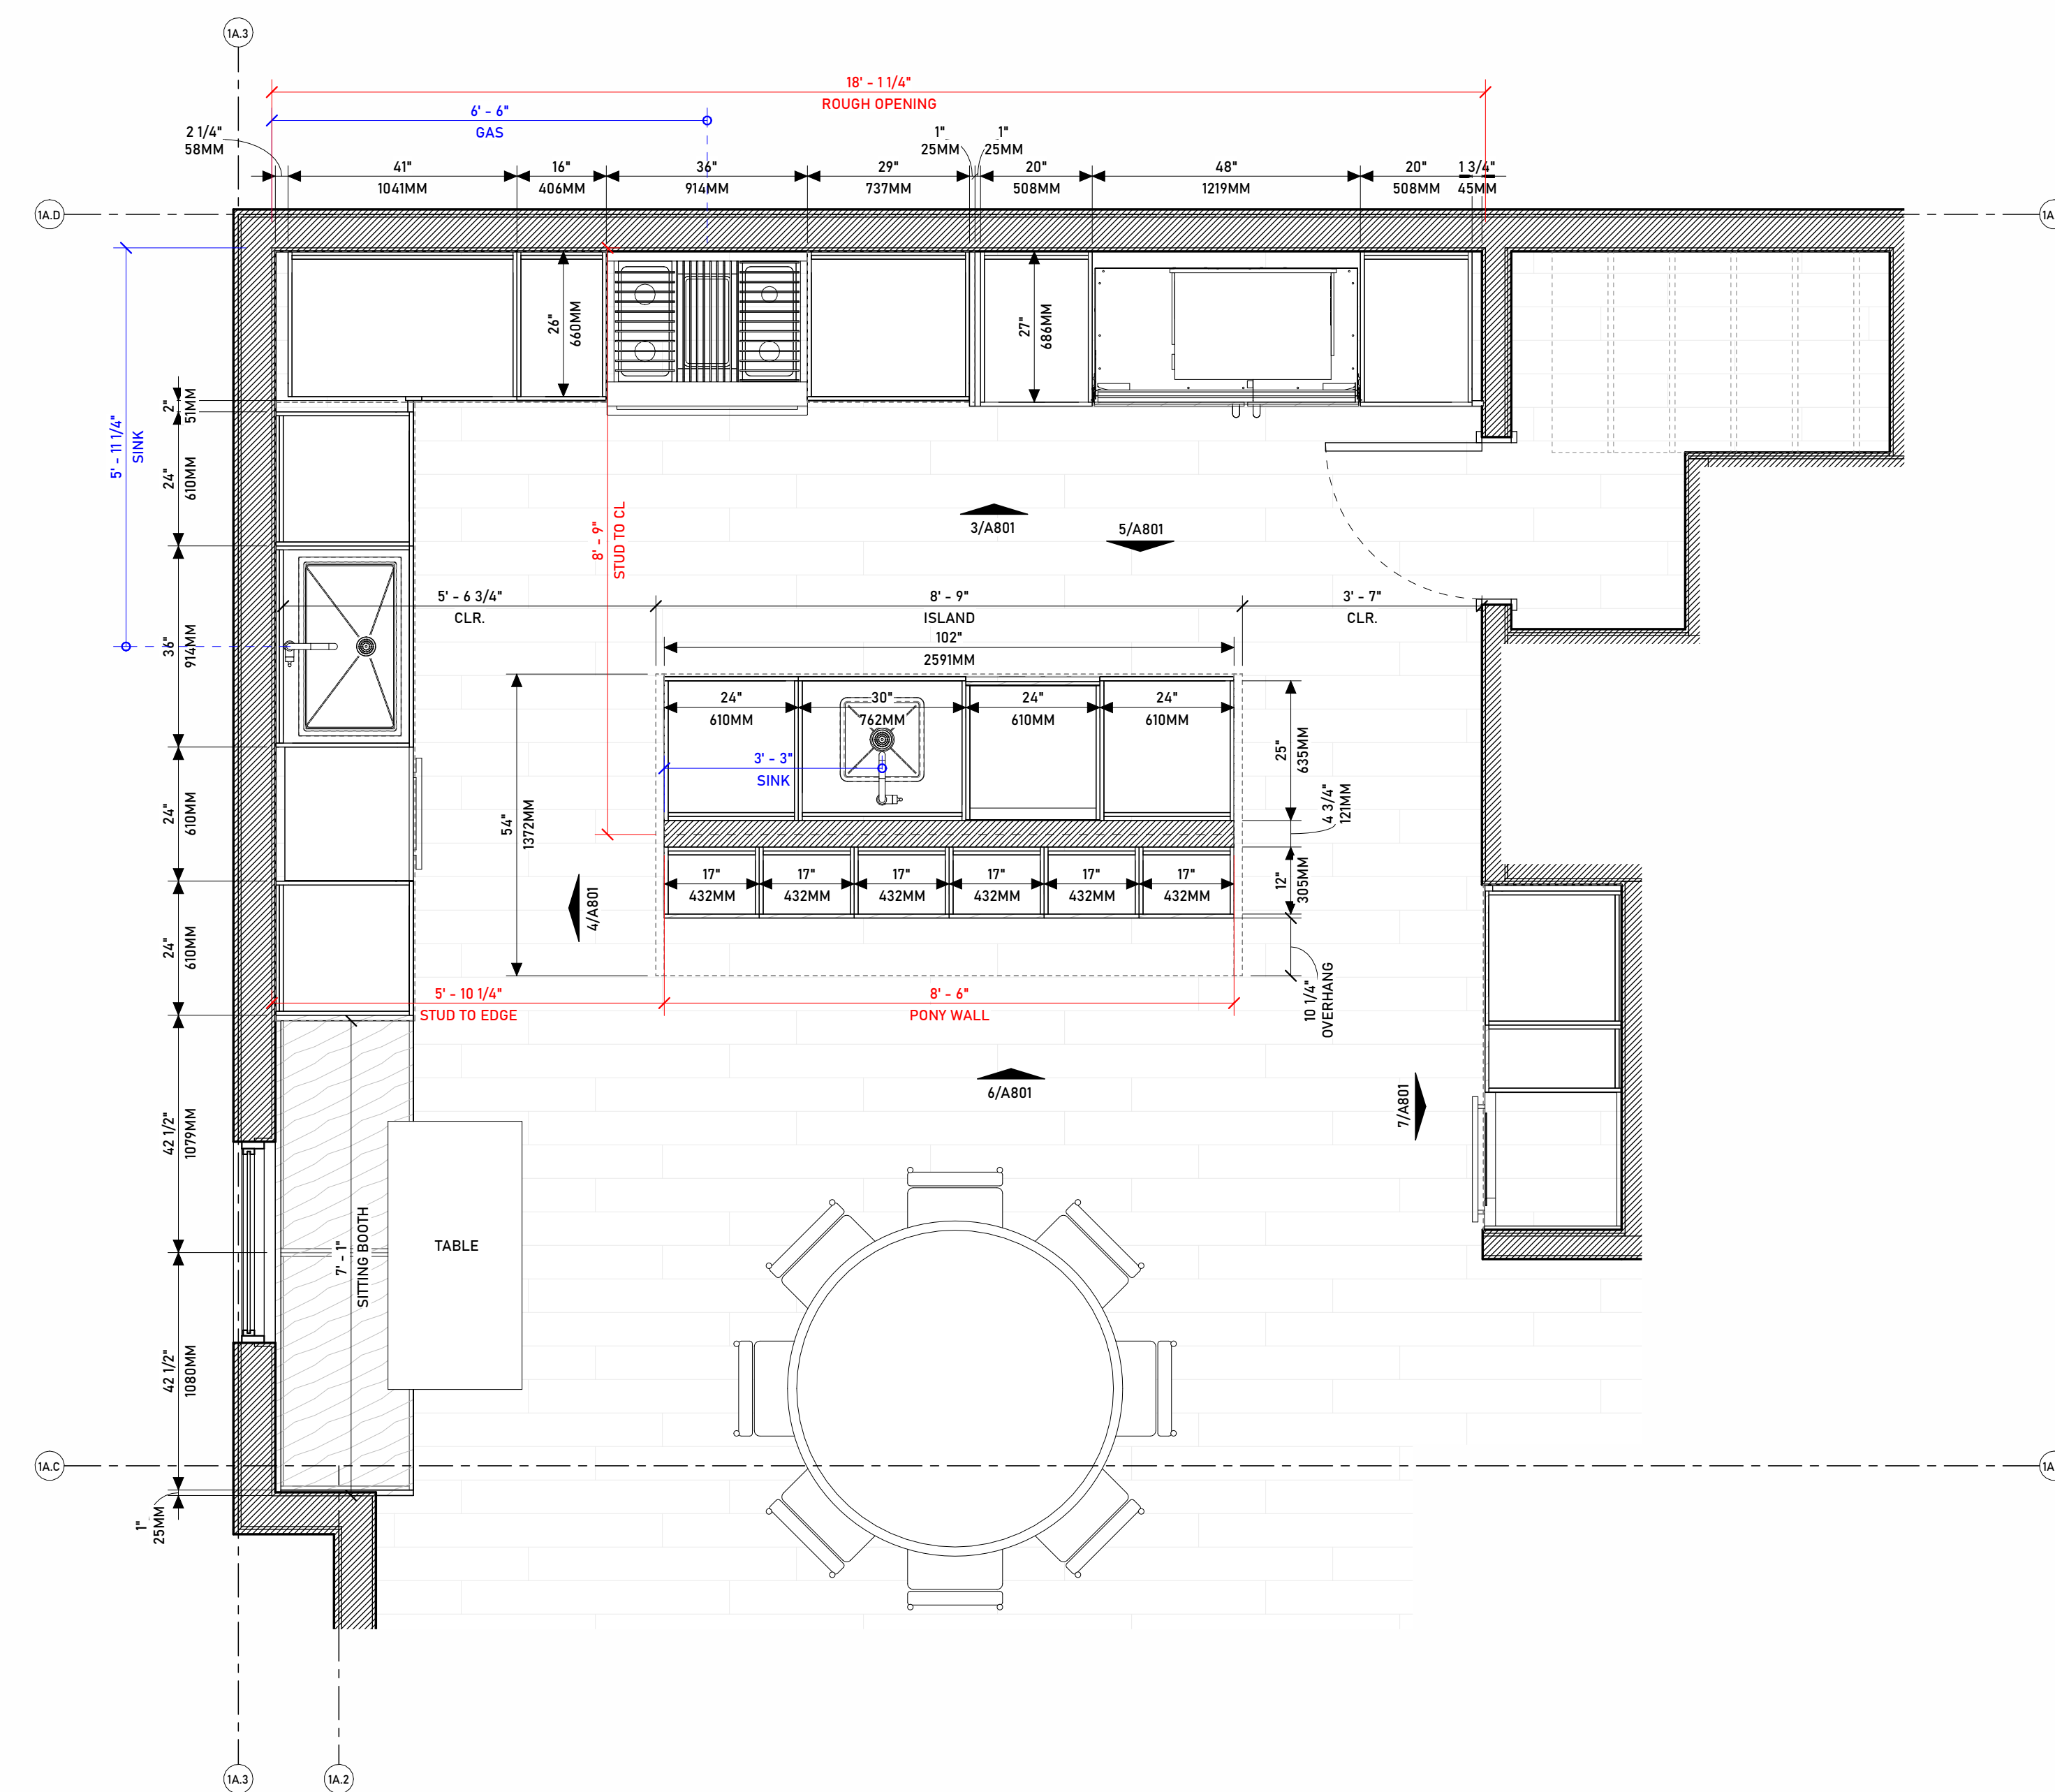 1A.3
18' - 1 1/4"
ROUGH OPENING
6' - 6"
GAS
2 1/4"
58MM
41"
1041MM
16"
406MM
36"
914MM
29"
737MM
1"
25MM
1"
25MM
20"
508MM
48"
1219MM
20"
508MM
1 3/4"
45MM
1A.D
1A
26"
660MM
27"
686MM
5' - 11 1/4"
SINK
2"
51MM
24"
610MM
36"
914MM
24"
610MM
24"
610MM
42 1/2"
1079MM
42 1/2"
1080MM
1"
25MM
8' - 9"
STUD TO CL
3/A801
5/A801
5' - 6 3/4"
CLR.
8' - 9"
ISLAND
3' - 7"
CLR.
102"
2591MM
24"
610MM
30"
762MM
24"
610MM
24"
610MM
3' - 3"
SINK
54"
1372MM
25"
635MM
4 3/4"
121MM
12"
305MM
10 1/4"
OVERHANG
17"
432MM
17"
432MM
17"
432MM
17"
432MM
17"
432MM
17"
432MM
4/A801
5' - 10 1/4"
STUD TO EDGE
8' - 6"
PONY WALL
6/A801
7/A801
7' - 1"
SITTING BOOTH
TABLE
1A.C
1A
1A.3
1A.2